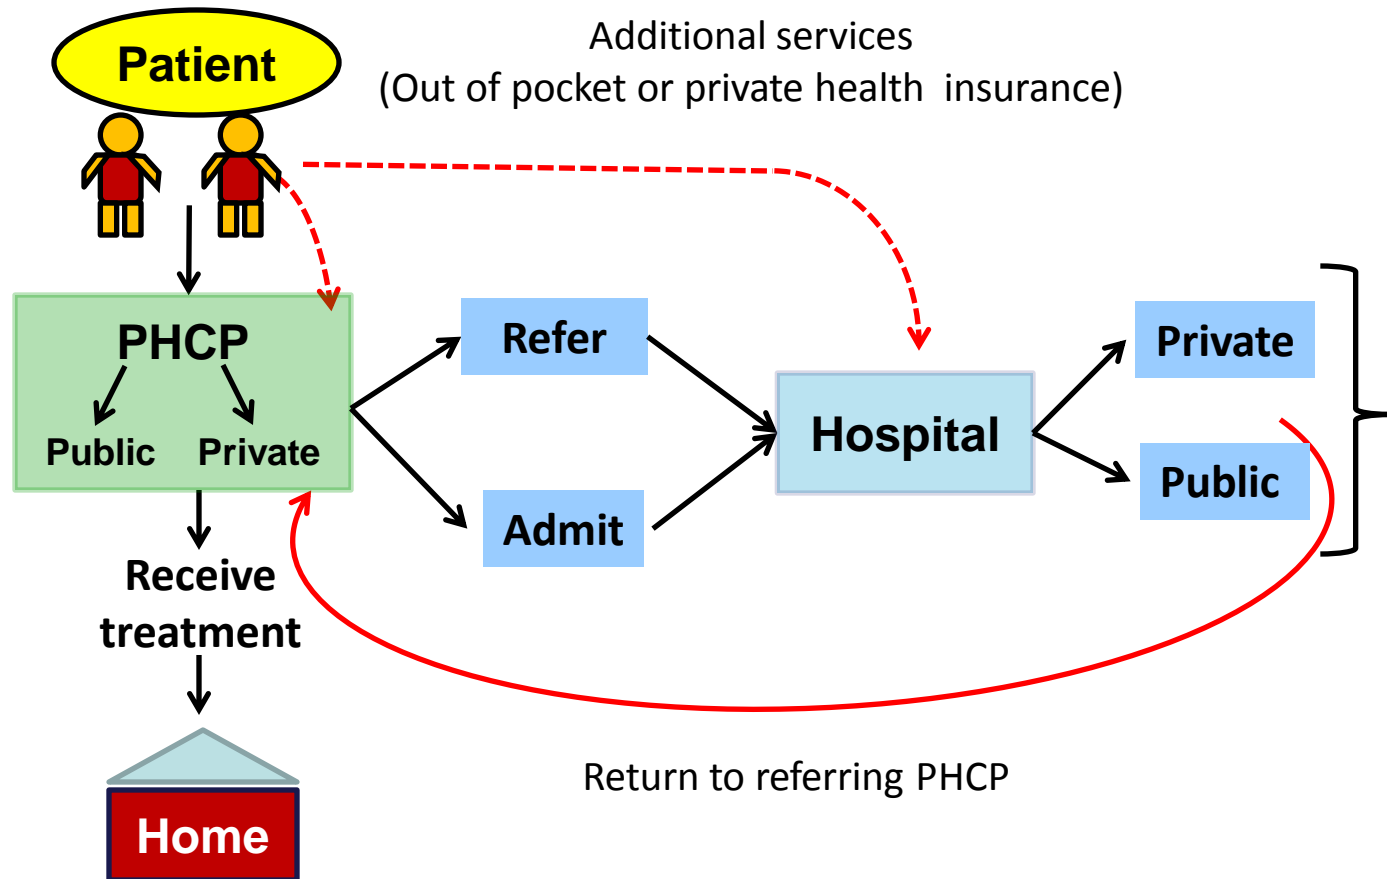 Patient
Additional services
(Out of pocket or private health insurance)
PHCP
Public Private
Refer
Admit
Hospital
Private
Public
Receive
treatment
Return to referring PHCP
Home